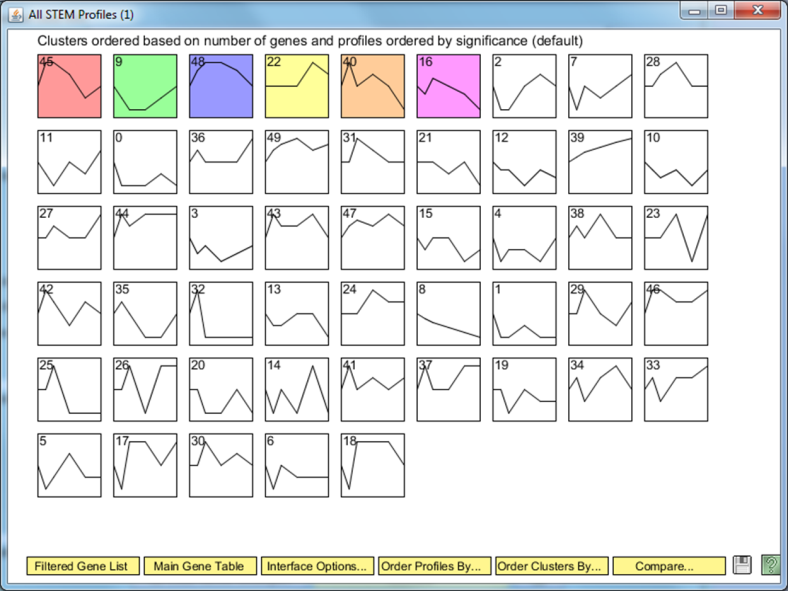 All STEM Profiles (1)
Clusters ordered based on number of genes and profiles ordered by significance (default)
45 9 48 22 40 16 2 7 28
11 0 36 49 31 21 12 39 10
27 44 3 43 47 15 4 38 23
42 35 32 13 24 8 1 29 46
25 26 20 14 41 37 19 34 33
5 17 30 6 18
Filtered Gene List Main Gene Table Interface Options... Order Profiles By... Order Clusters By... Compare... ?